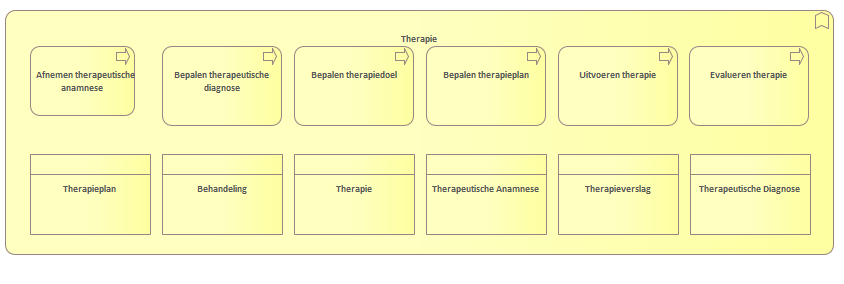 Therapie
Afnemen therapeutische
anamnese
Bepalen therapeutische
diagnose
Bepalen therapiedoel
Bepalen therapieplan
Uitvoeren therapie
Evalueren therapie
Therapieplan
Behandeling
Therapie
Therapeutische Anamnese
Therapieverslag
Therapeutische Diagnose